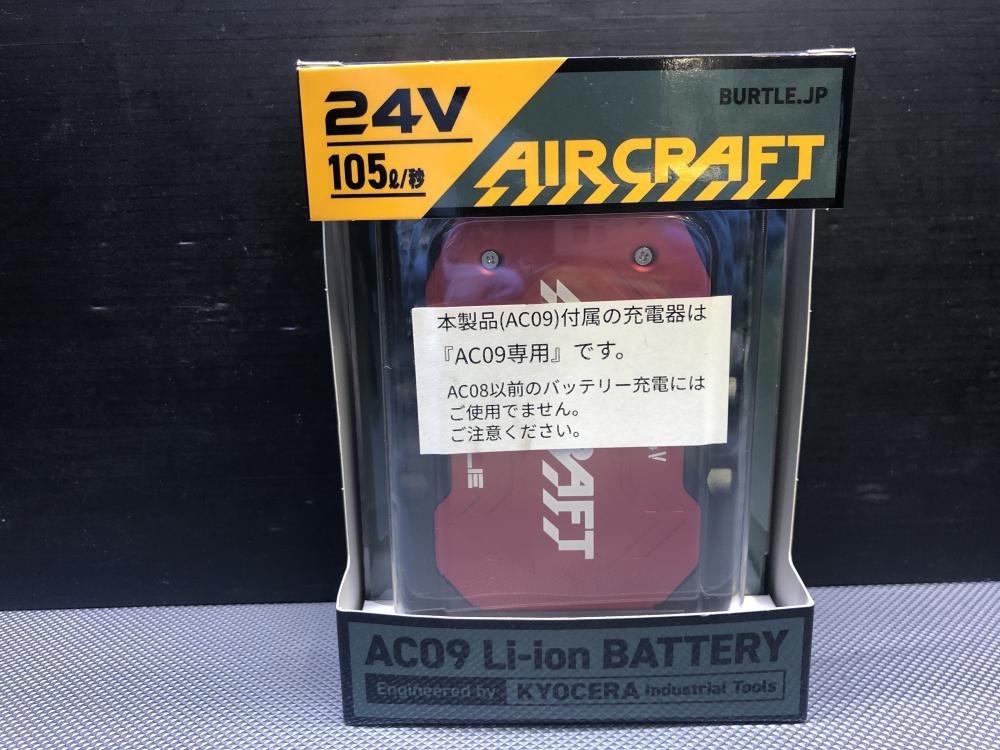 24V
105ℓ/秒
BURTLE.JP
AIRCRAFT
本製品(AC09)付属の充電器は
『AC09専用』です。
AC08以前のバッテリー充電には
ご使用でません。
ご注意ください。
RAFT
AC09 Li-ion BATTERY
Engineered by KYOCERA Industrial Tools